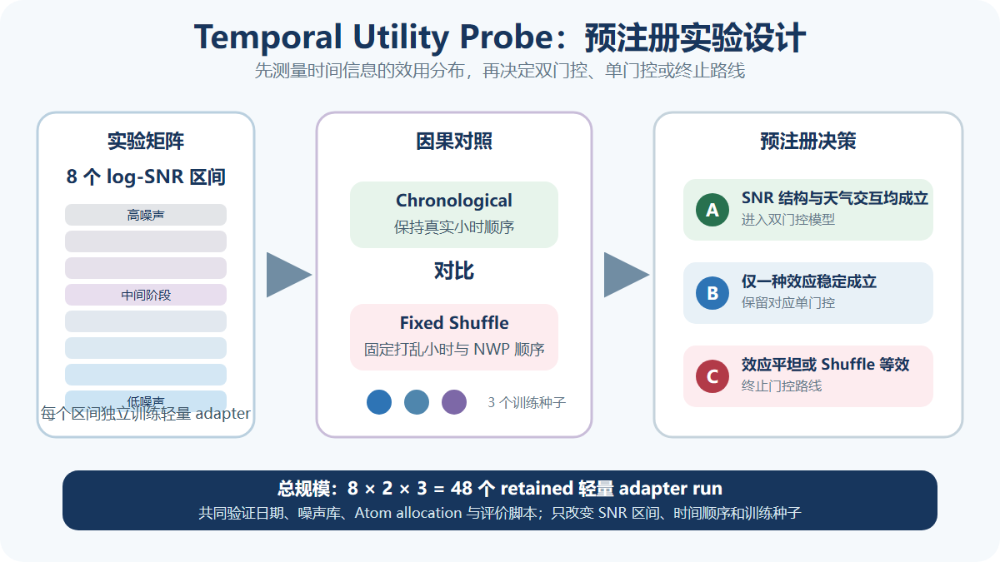 Temporal Utility Probe：预注册实验设计
先测量时间信息的效用分布，再决定双门控、单门控或终止路线
实验矩阵
8 个 log-SNR 区间
高噪声
中间阶段
低噪声
每个区间独立训练轻量 adapter
因果对照
Chronological
保持真实小时顺序
对比
Fixed Shuffle
固定打乱小时与 NWP 顺序
3 个训练种子
预注册决策
A
SNR 结构与天气交互均成立
进入双门控模型
B
仅一种效应稳定成立
保留对应单门控
C
效应平坦或 Shuffle 等效
终止门控路线
总规模：8 × 2 × 3 = 48 个 retained 轻量 adapter run
共同验证日期、噪声库、Atom allocation 与评价脚本；只改变 SNR 区间、时间顺序和训练种子